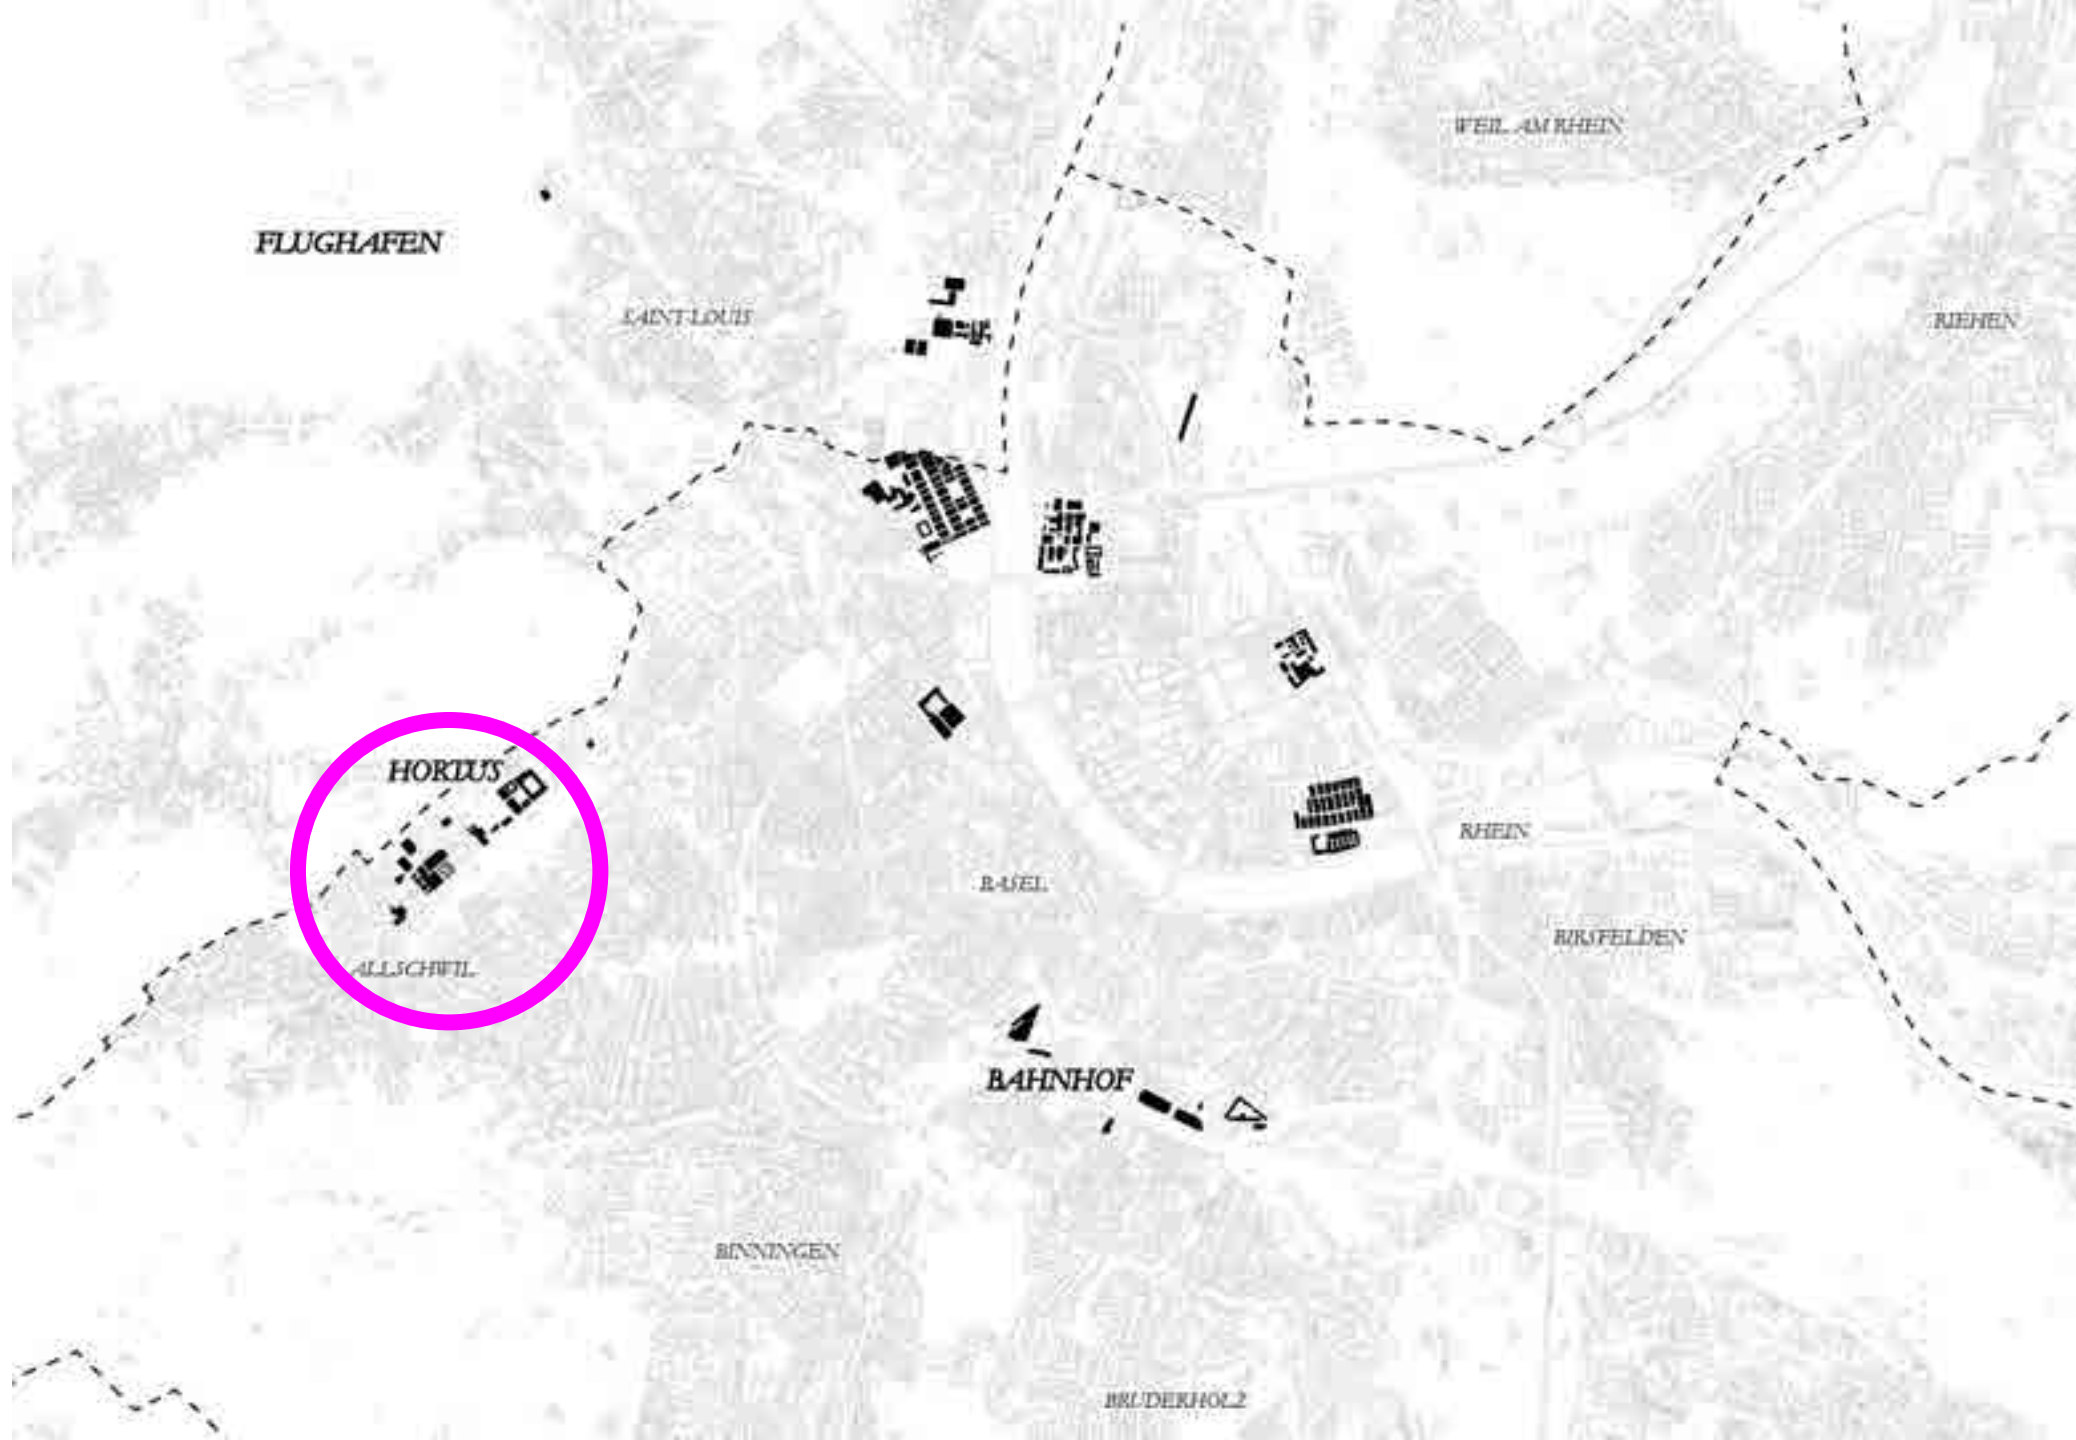 WEIL AM RHEIN
FLUGHAFEN
SAINT-LOUIS
RIEHEN
HORTUS
RHEIN
BASEL
BIRSFELDEN
ALLSCHWIL
BAHNHOF
BINNINGEN
BRUDERHOLZ